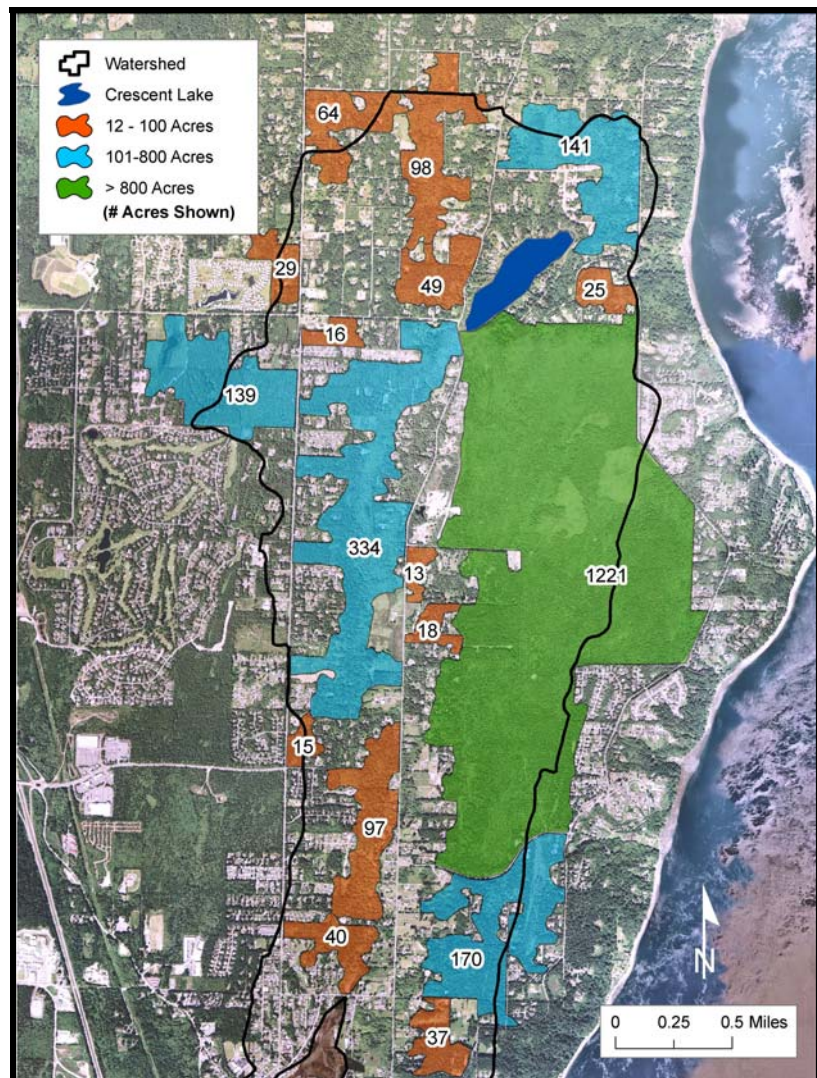 Watershed
Crescent Lake
12 - 100 Acres
101-800 Acres
> 800 Acres
(# Acres Shown)
64
98
141
29
49
25
16
139
334
13
1221
18
15
97
40
170
37
N
0 0.25 0.5 Miles